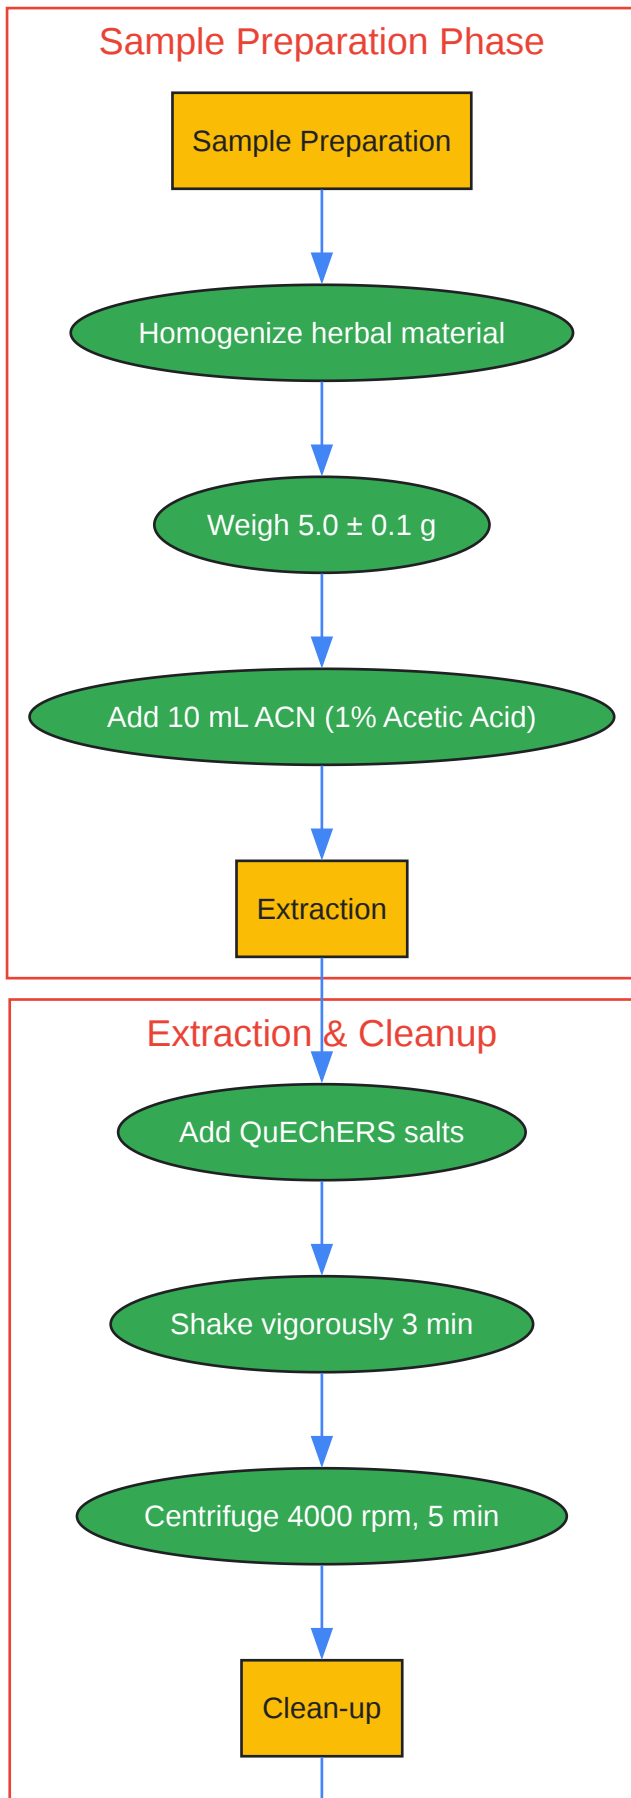 Sample Preparation Phase
Sample Preparation
Homogenize herbal material
Weigh 5.0 ± 0.1 g
Add 10 mL ACN (1% Acetic Acid)
Extraction
Extraction & Cleanup
Add QuEChERS salts
Shake vigorously 3 min
Centrifuge 4000 rpm, 5 min
Clean-up